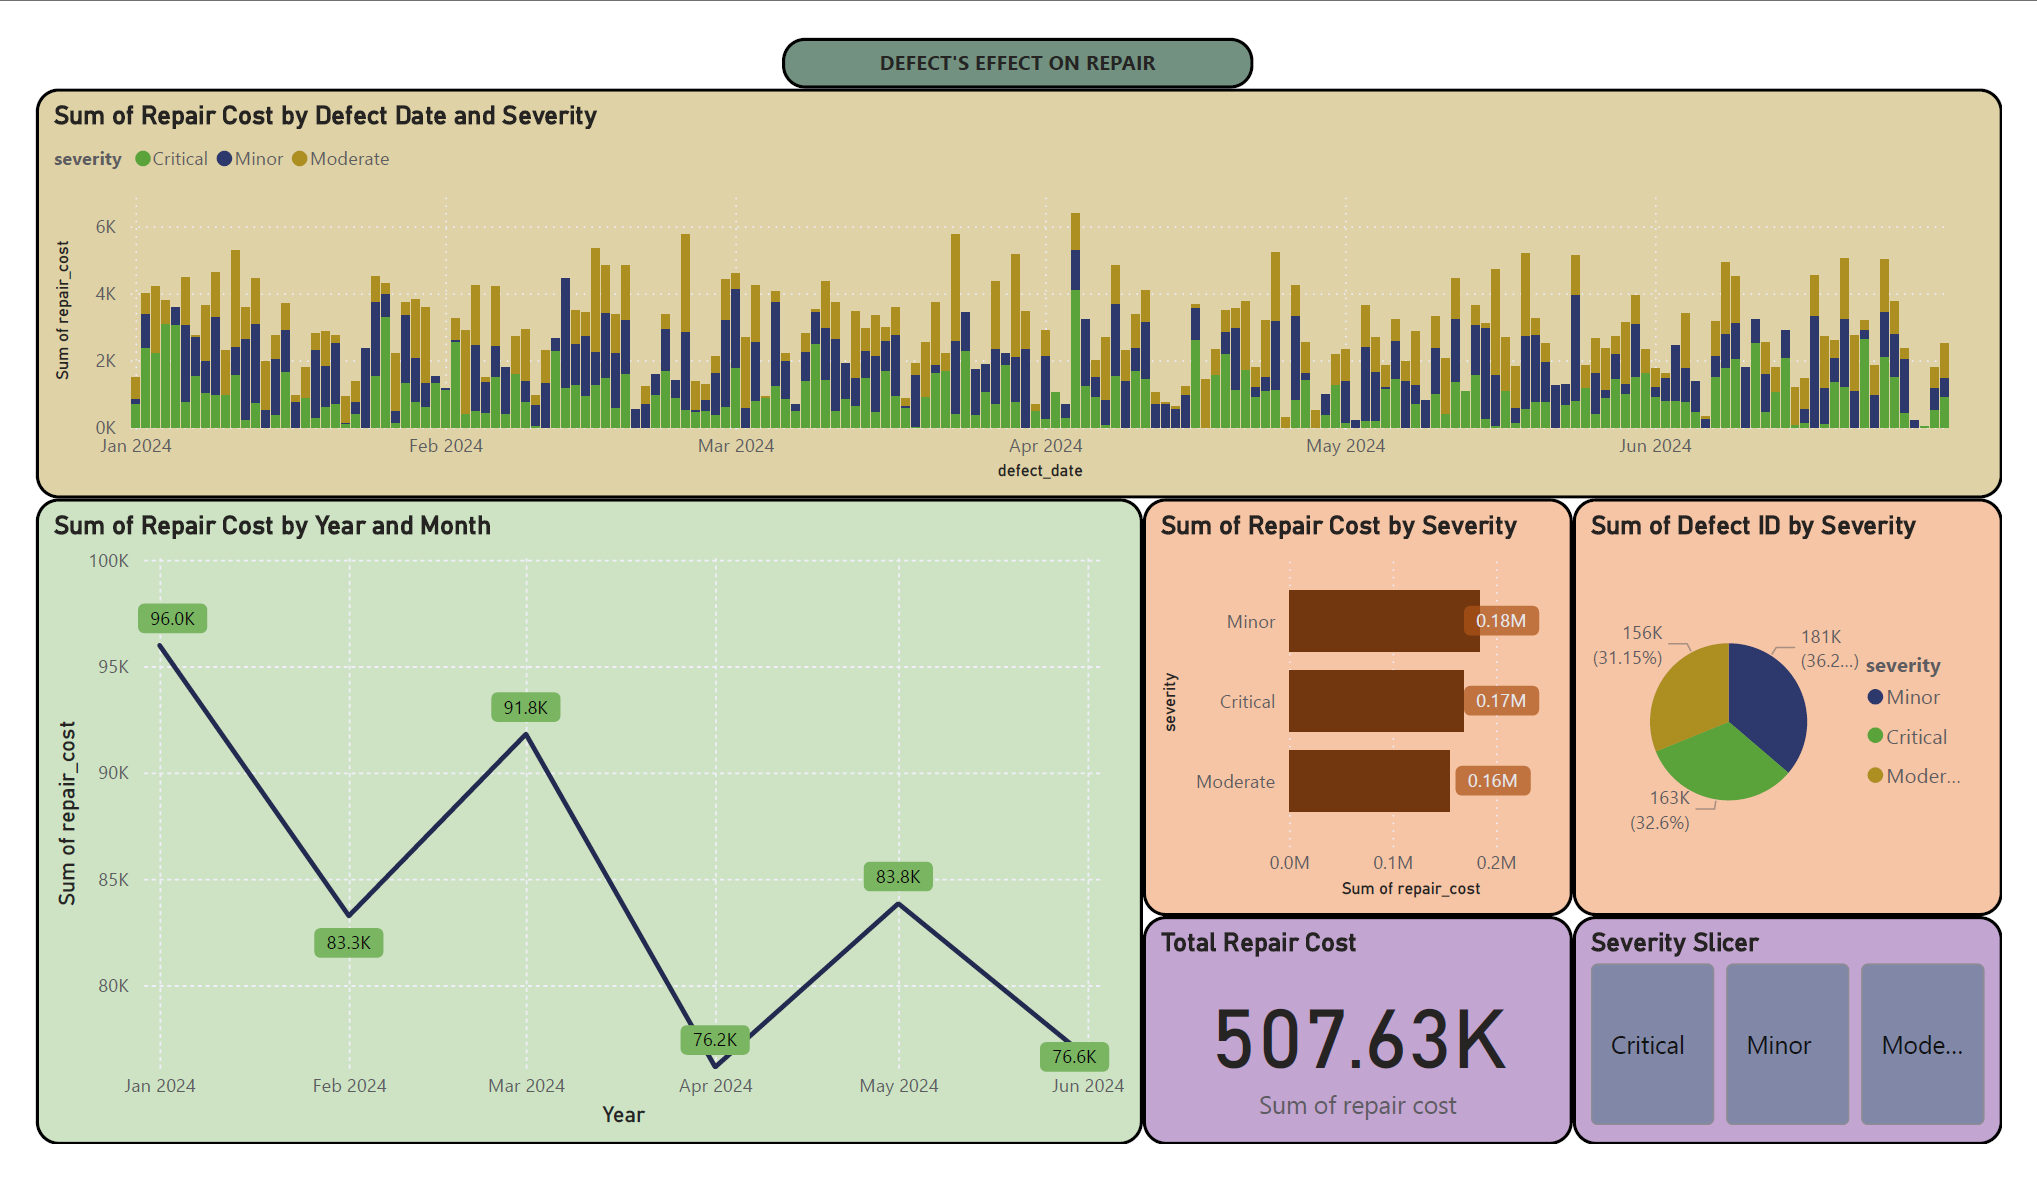 DEFECT'S EFFECT ON REPAIR
Sum of Repair Cost by Defect Date and Severity
severity Critical Minor Moderate
Sum of repair_cost
6K
4K
2K
0K
Jan 2024 Feb 2024 Mar 2024 Apr 2024 May 2024 Jun 2024
defect_date
Sum of Repair Cost by Year and Month
Sum of repair_cost
100K
95K
90K
85K
80K
96.0K
83.3K
91.8K
76.2K
83.8K
76.6K
Jan 2024 Feb 2024 Mar 2024 Apr 2024 May 2024 Jun 2024
Year
Sum of Repair Cost by Severity
severity
Minor 0.18M
Critical 0.17M
Moderate 0.16M
0.0M 0.1M 0.2M
Sum of repair_cost
Sum of Defect ID by Severity
156K
(31.15%)
181K
(36.2...)
163K
(32.6%)
severity
Minor
Critical
Moder...
Total Repair Cost
507.63K
Sum of repair cost
Severity Slicer
Critical Minor Mode...